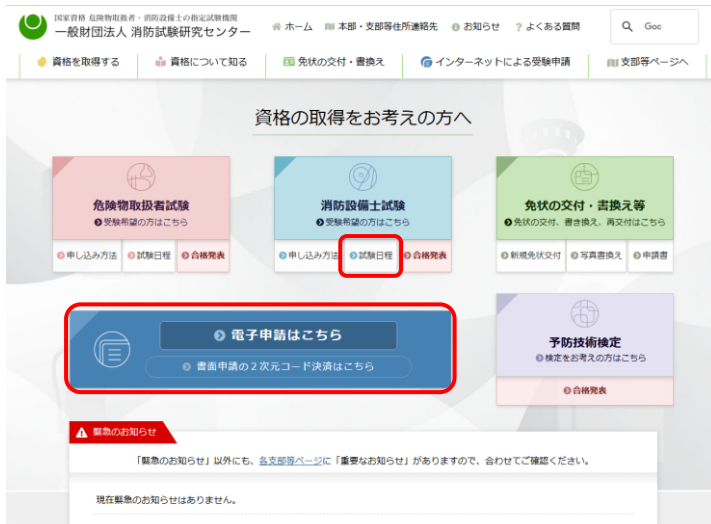 国家資格 危険物取扱者・消防設備士の指定試験機関
一般財団法人 消防試験研究センター
ホーム 本部・支部等住所連絡先 お知らせ ? よくある質問 Goc
資格を取得する 資格について知る 免状の交付・書換え インターネットによる受験申請 支部等ページへ
資格の取得をお考えの方へ
危険物取扱者試験
受験希望の方はこちら
申し込み方法 試験日程 合格発表
消防設備士試験
受験希望の方はこちら
申し込み方法 試験日程 合格発表
免状の交付・書換え等
免状の交付、書き換え、再交付はこちら
新規免状交付 写真書換え 申請書
電子申請はこちら
書面申請の2次元コード決済はこちら
予防技術検定
検定をお考えの方はこちら
合格発表
緊急のお知らせ
「緊急のお知らせ」以外にも、各支部等ページに「重要なお知らせ」がありますので、合わせてご確認ください。
現在緊急のお知らせはありません。